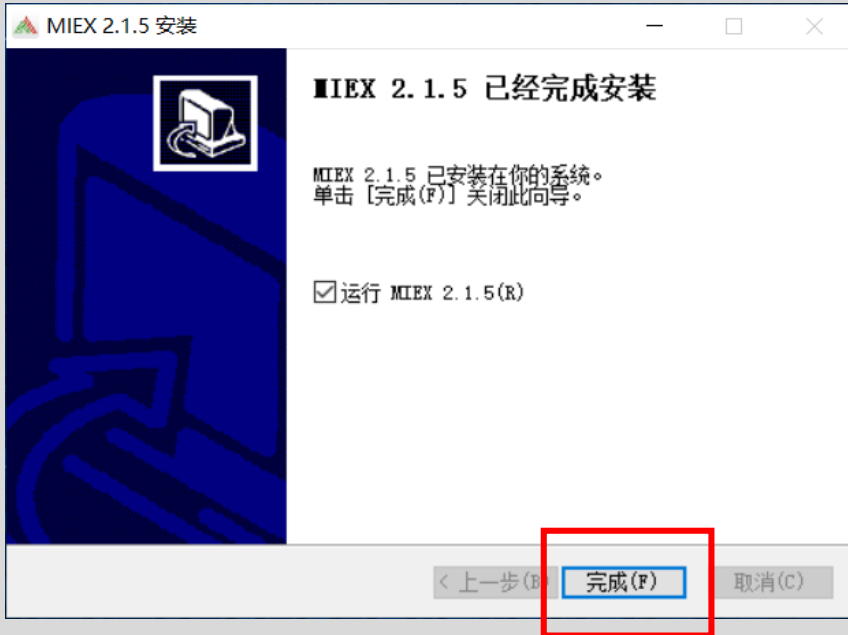 MIEX 2.1.5 安装
MIEX 2.1.5 已经完成安装
MIEX 2.1.5 已安装在你的系统。
单击 [完成(F)] 关闭此向导。
运行 MIEX 2.1.5(R)
< 上一步(B 完成(F) 取消(C)